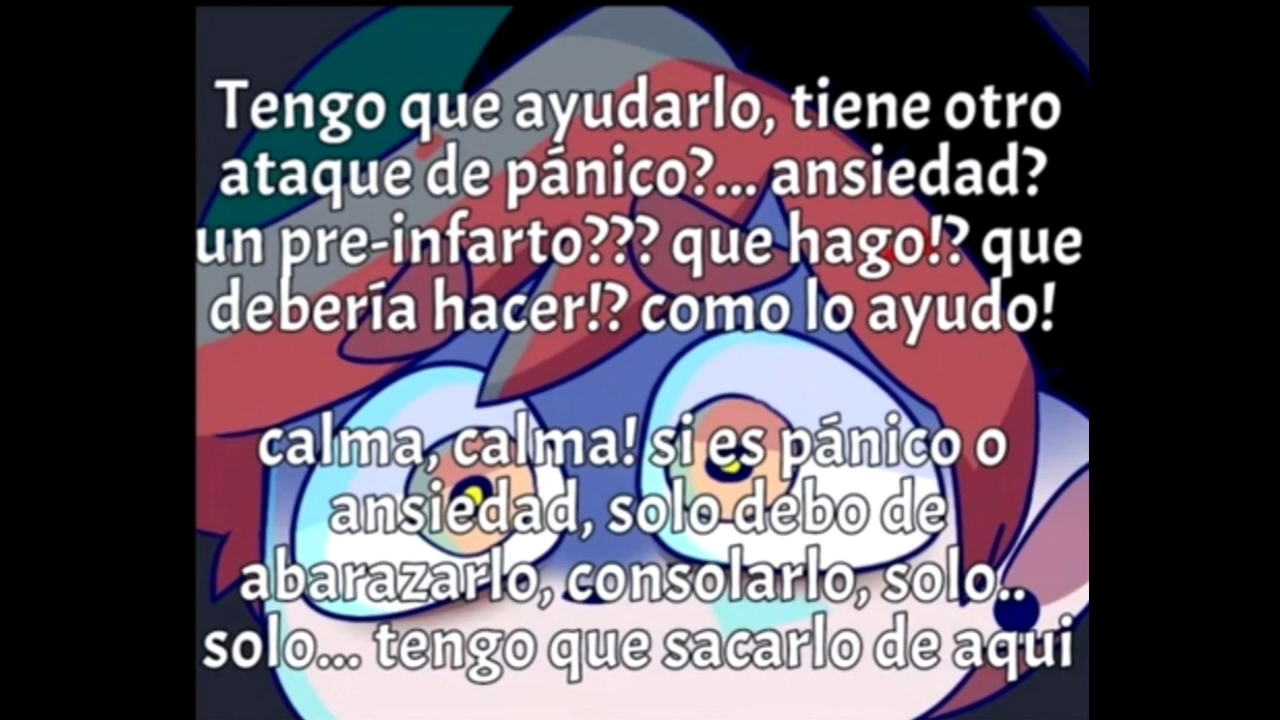 Tengo que ayudarlo, tiene otro
ataque de pánico?... ansiedad?
un pre-infarto??? que hago!? que
debería hacer!? como lo ayudo!
calma, calma! si es pánico o
ansiedad, solo debo de
abarazarlo, consolarlo, solo..
solo... tengo que sacarlo de aqui